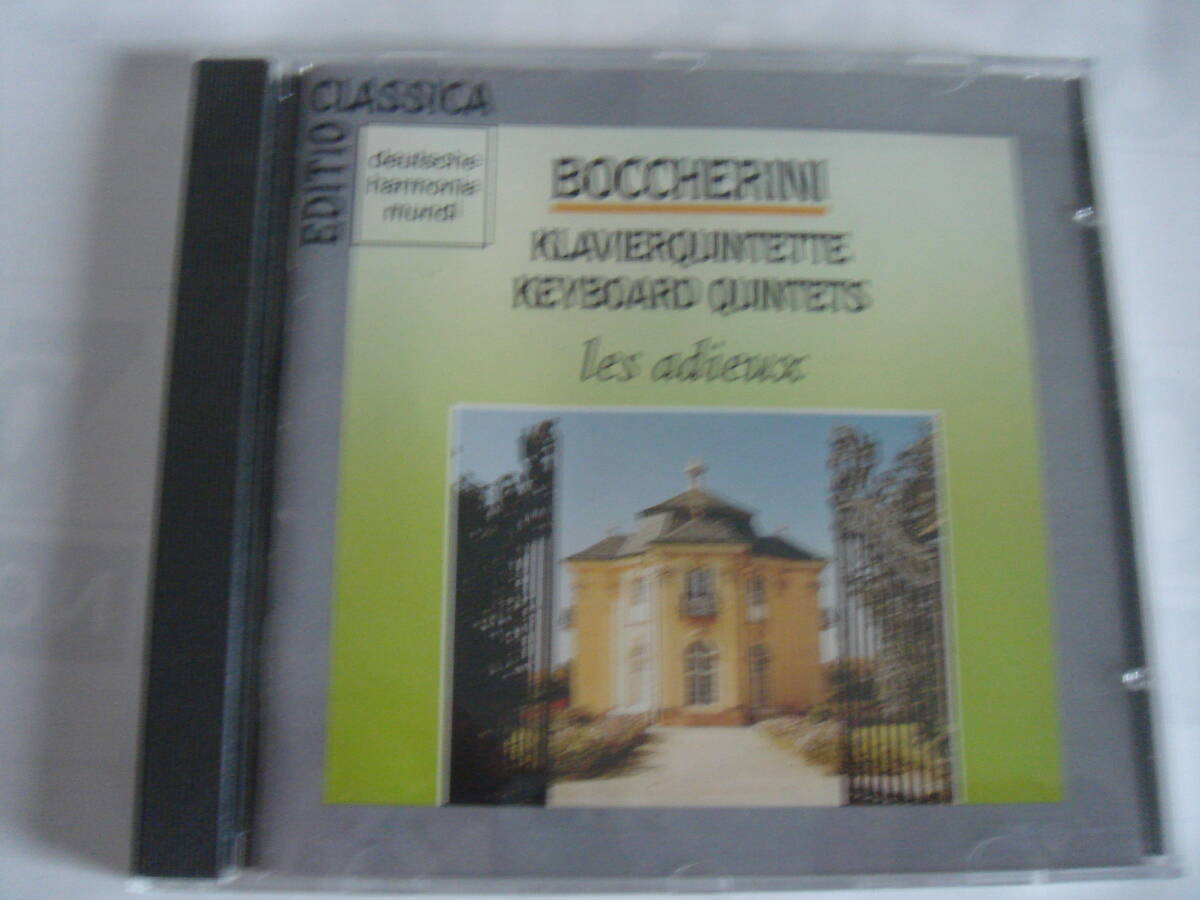 EDITIO CLASSICA
deutsche
harmonia
mundi
BOCCHERINI
KLAVIERQUINTETTE
KEYBOARD QUINTETS
les adieux